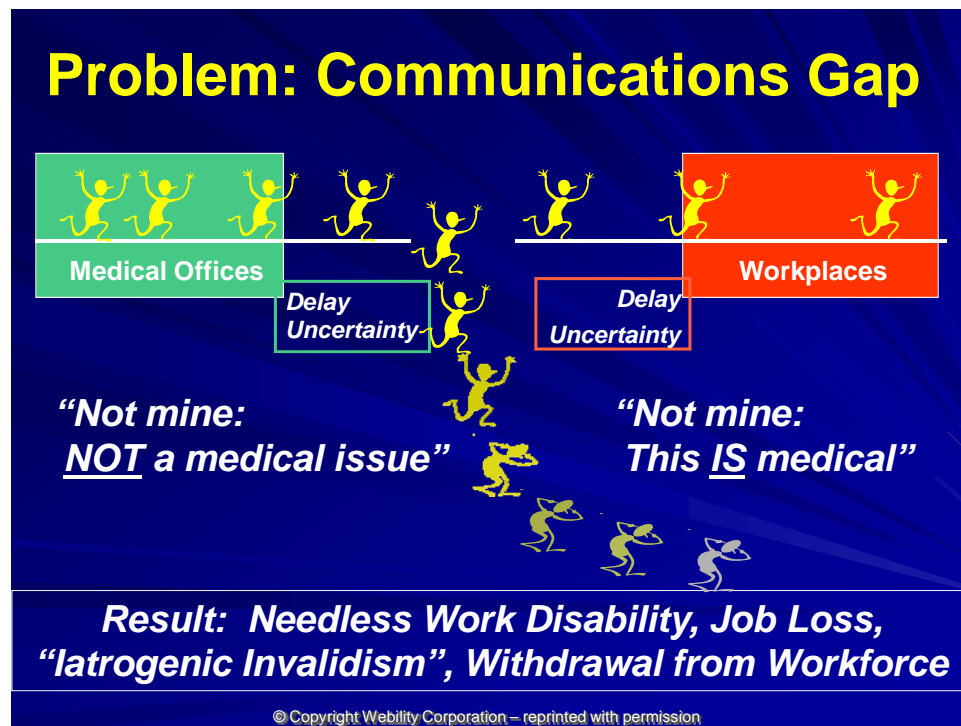 Problem: Communications Gap
Medical Offices
Workplaces
Delay
Uncertainty
Delay
Uncertainty
“Not mine:
NOT a medical issue”
“Not mine:
This IS medical”
Result: Needless Work Disability, Job Loss,
“Iatrogenic Invalidism”, Withdrawal from Workforce
© Copyright Webility Corporation – reprinted with permission